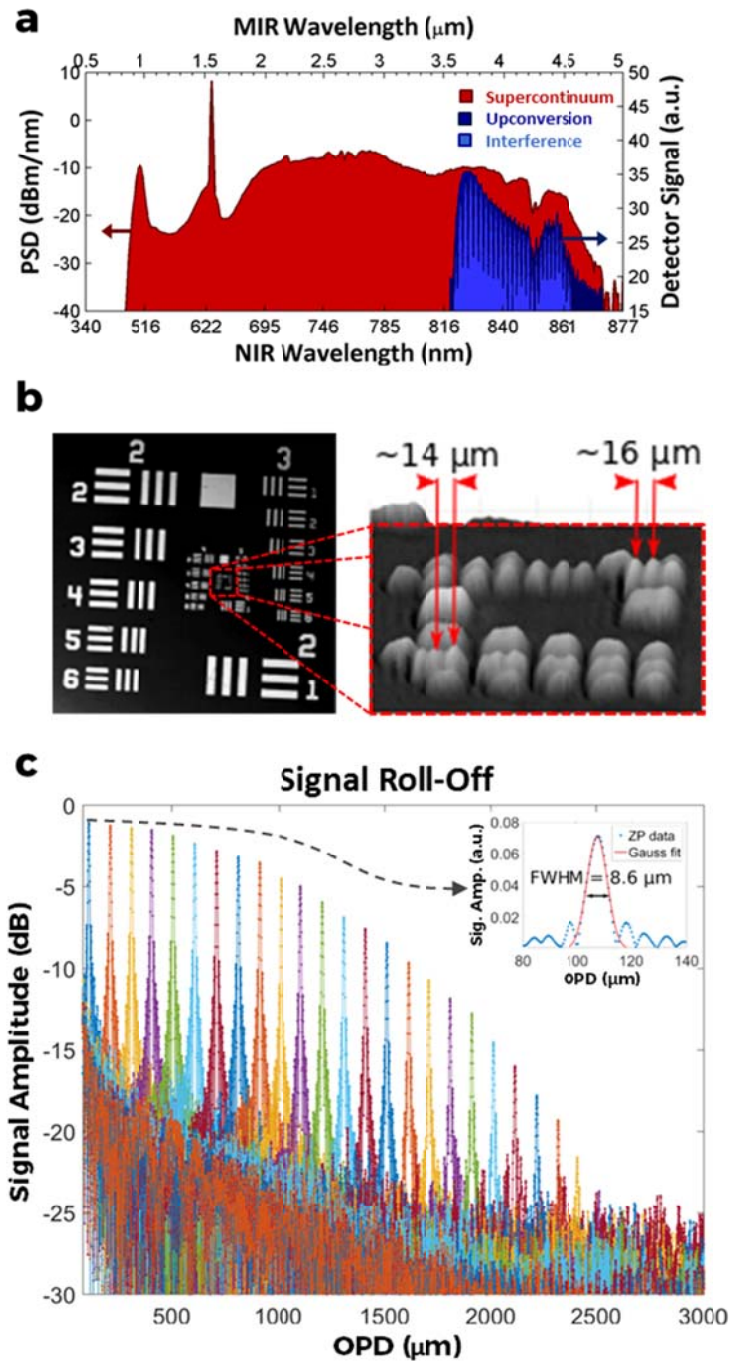 a
MIR Wavelength (μm)
0.5 1 1.5 2 2.5 3 3.5 4 4.5 5
10
0
-10
-20
-30
-40
PSD (dBm/nm)
Supercontinuum
Upconversion
Interference
50
45
40
35
30
25
20
15
Detector Signal (a.u.)
340 516 622 695 746 785 816 840 861 877
NIR Wavelength (nm)
b
2 3
2
3
4
5
6
1
2
3
4
5
6
2
1
~14 μm ~16 μm
c
Signal Roll-Off
0
-5
-10
-15
-20
-25
-30
Signal Amplitude (dB)
500 1000 1500 2000 2500 3000
OPD (μm)
0.08
0.06
0.04
0.02
Sig. Amp. (a.u.)
ZP data
Gauss fit
FWHM = 8.6 μm
80 100 120 140
OPD (μm)